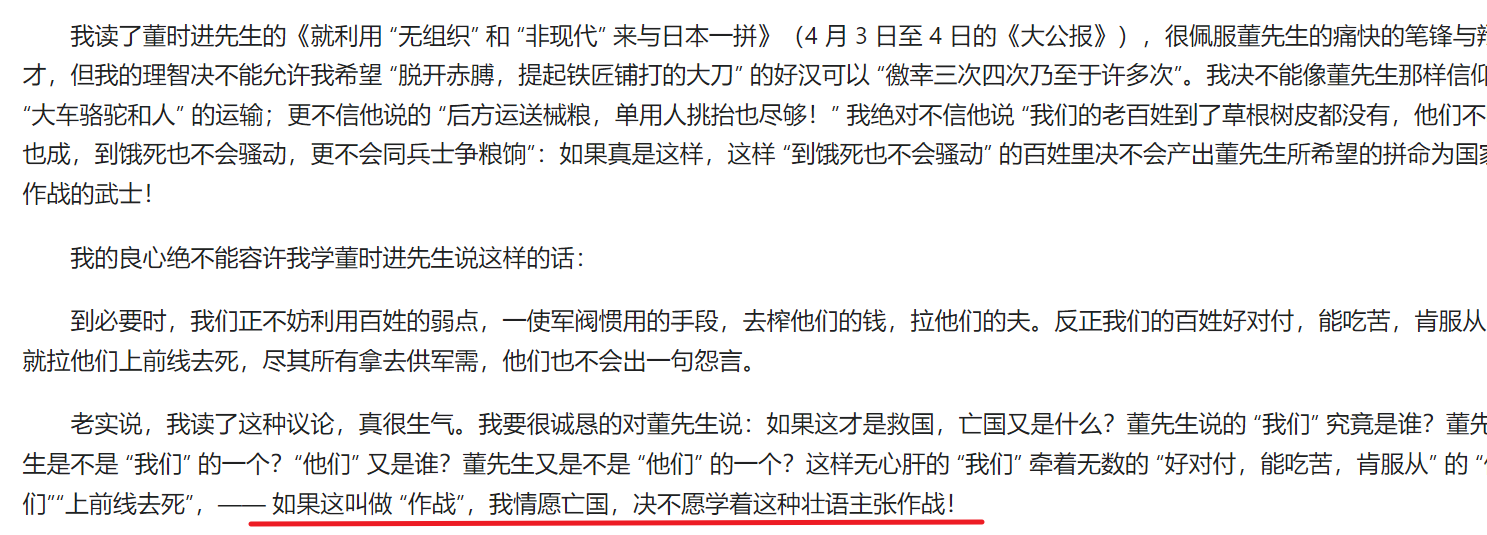 我读了董时进先生的《就利用 “无组织” 和 “非现代” 来与日本一拚》（4 月 3 日至 4 日的《大公报》），很佩服董先生的痛快的笔锋与
才，但我的理智决不能允许我希望 “脱开赤膊，提起铁匠铺打的大刀” 的好汉可以 “徼幸三次四次乃至于许多次”。我决不能像董先生那样信仰
“大车骆驼和人” 的运输；更不信他说的 “后方运送械粮，单用人挑抬也尽够！” 我绝对不信他说 “我们的老百姓到了草根树皮都没有，他们不
也成，到饿死也不会骚动，更不会同兵士争粮饷”：如果真是这样，这样 “到饿死也不会骚动” 的百姓里决不会产出董先生所希望的拼命为国家
作战的武士！
我的良心绝不能容许我学董时进先生说这样的话：
到必要时，我们正不妨利用百姓的弱点，一使军阀惯用的手段，去榨他们的钱，拉他们的夫。反正我们的百姓好对付，能吃苦，肯服从
就拉他们上前线去死，尽其所有拿去供军需，他们也不会出一句怨言。
老实说，我读了这种议论，真很生气。我要很诚恳的对董先生说：如果这才是救国，亡国又是什么？董先生说的 “我们” 究竟是谁？董先
生是不是 “我们” 的一个？“他们” 又是谁？董先生又是不是 “他们” 的一个？这样无心肝的 “我们” 牵着无数的 “好对付，能吃苦，肯服从” 的 “
们”“上前线去死”，—— 如果这叫做 “作战”，我情愿亡国，决不愿学着这种壮语主张作战！